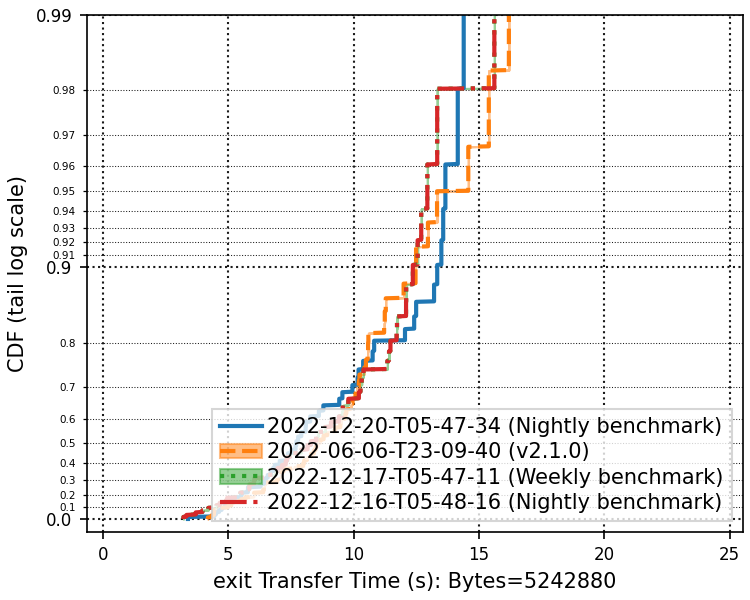 0.99
0.98
0.97
0.96
0.95
0.94
0.93
0.92
0.91
0.9
0.8
0.7
0.6
0.5
0.4
0.3
0.2
0.1
0.0
CDF (tail log scale)
2022-12-20-T05-47-34 (Nightly benchmark)
2022-06-06-T23-09-40 (v2.1.0)
2022-12-17-T05-47-11 (Weekly benchmark)
2022-12-16-T05-48-16 (Nightly benchmark)
0 5 10 15 20 25
exit Transfer Time (s): Bytes=5242880